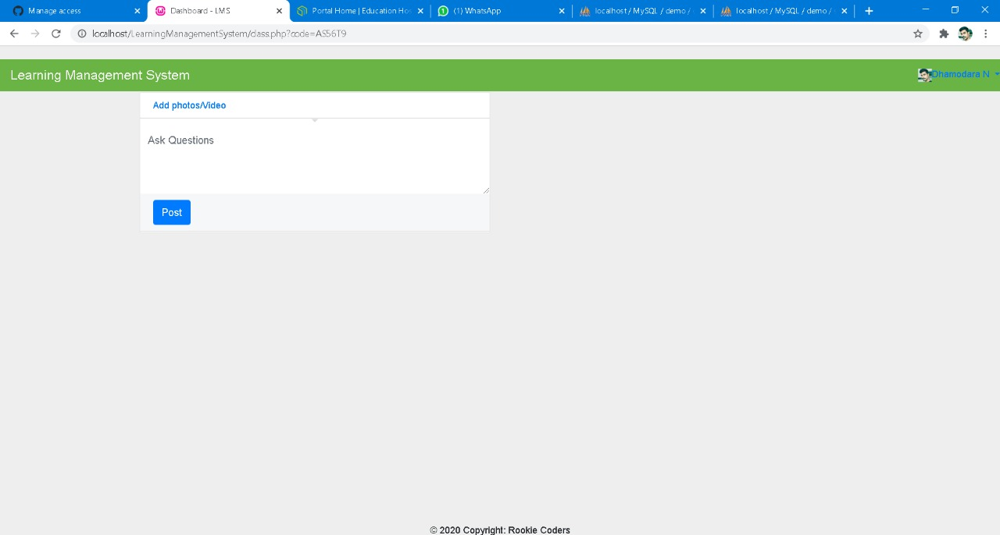 Manage access
Dashboard - LMS
Portal Home | Education Hos
(1) WhatsApp
localhost / MySQL / demo /
localhost / MySQL / demo /
localhost/LearningManagementSystem/class.php?code=AS56T9
Learning Management System
Dhamodara N
Add photos/Video
Ask Questions
Post
© 2020 Copyright: Rookie Coders